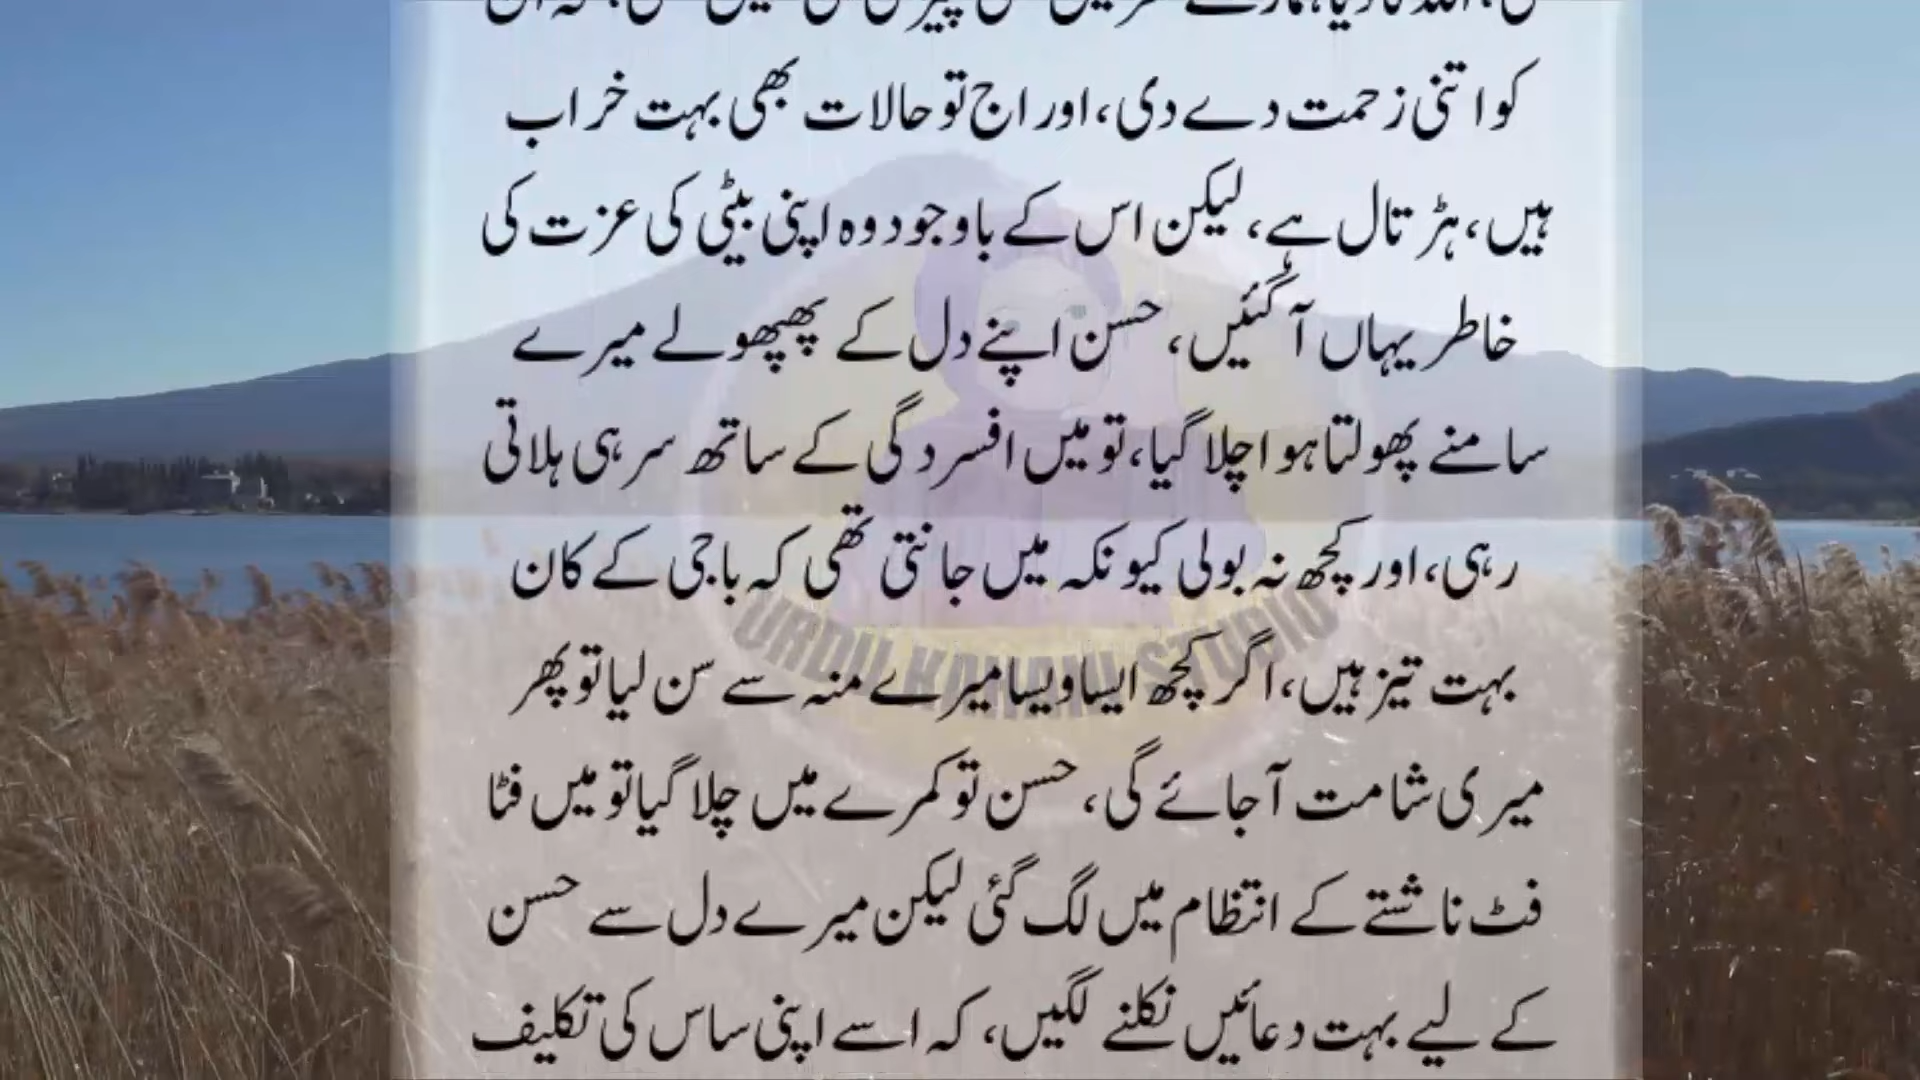 کو اتنی زحمت دے دی، اور اج تو حالات بھی بہت خراب
ہیں، ہڑتال ہے، لیکن اس کے باوجود وہ اپنی بیٹی کی عزت کی
خاطر یہاں آگئیں، حسن اپنے دل کے پھپھولے میرے
سامنے پھولتا ہوا چلا گیا، تو میں افسردگی کے ساتھ سر ہی ہلاتی
رہی، اور کچھ نہ بولی کیونکہ میں جانتی تھی کہ باجی کے کان
بہت تیز ہیں، اگر کچھ ایسا ویسا میرے منہ سے سن لیا تو پھر
میری شامت آجائے گی، حسن تو کمرے میں چلا گیا تو میں فٹا
فٹ ناشتے کے انتظام میں لگ گئی لیکن میرے دل سے حسن
کے لیے بہت دعائیں نکلنے لگیں، کہ اسے اپنی ساس کی تکلیف
URDU KAHANI STUDIO